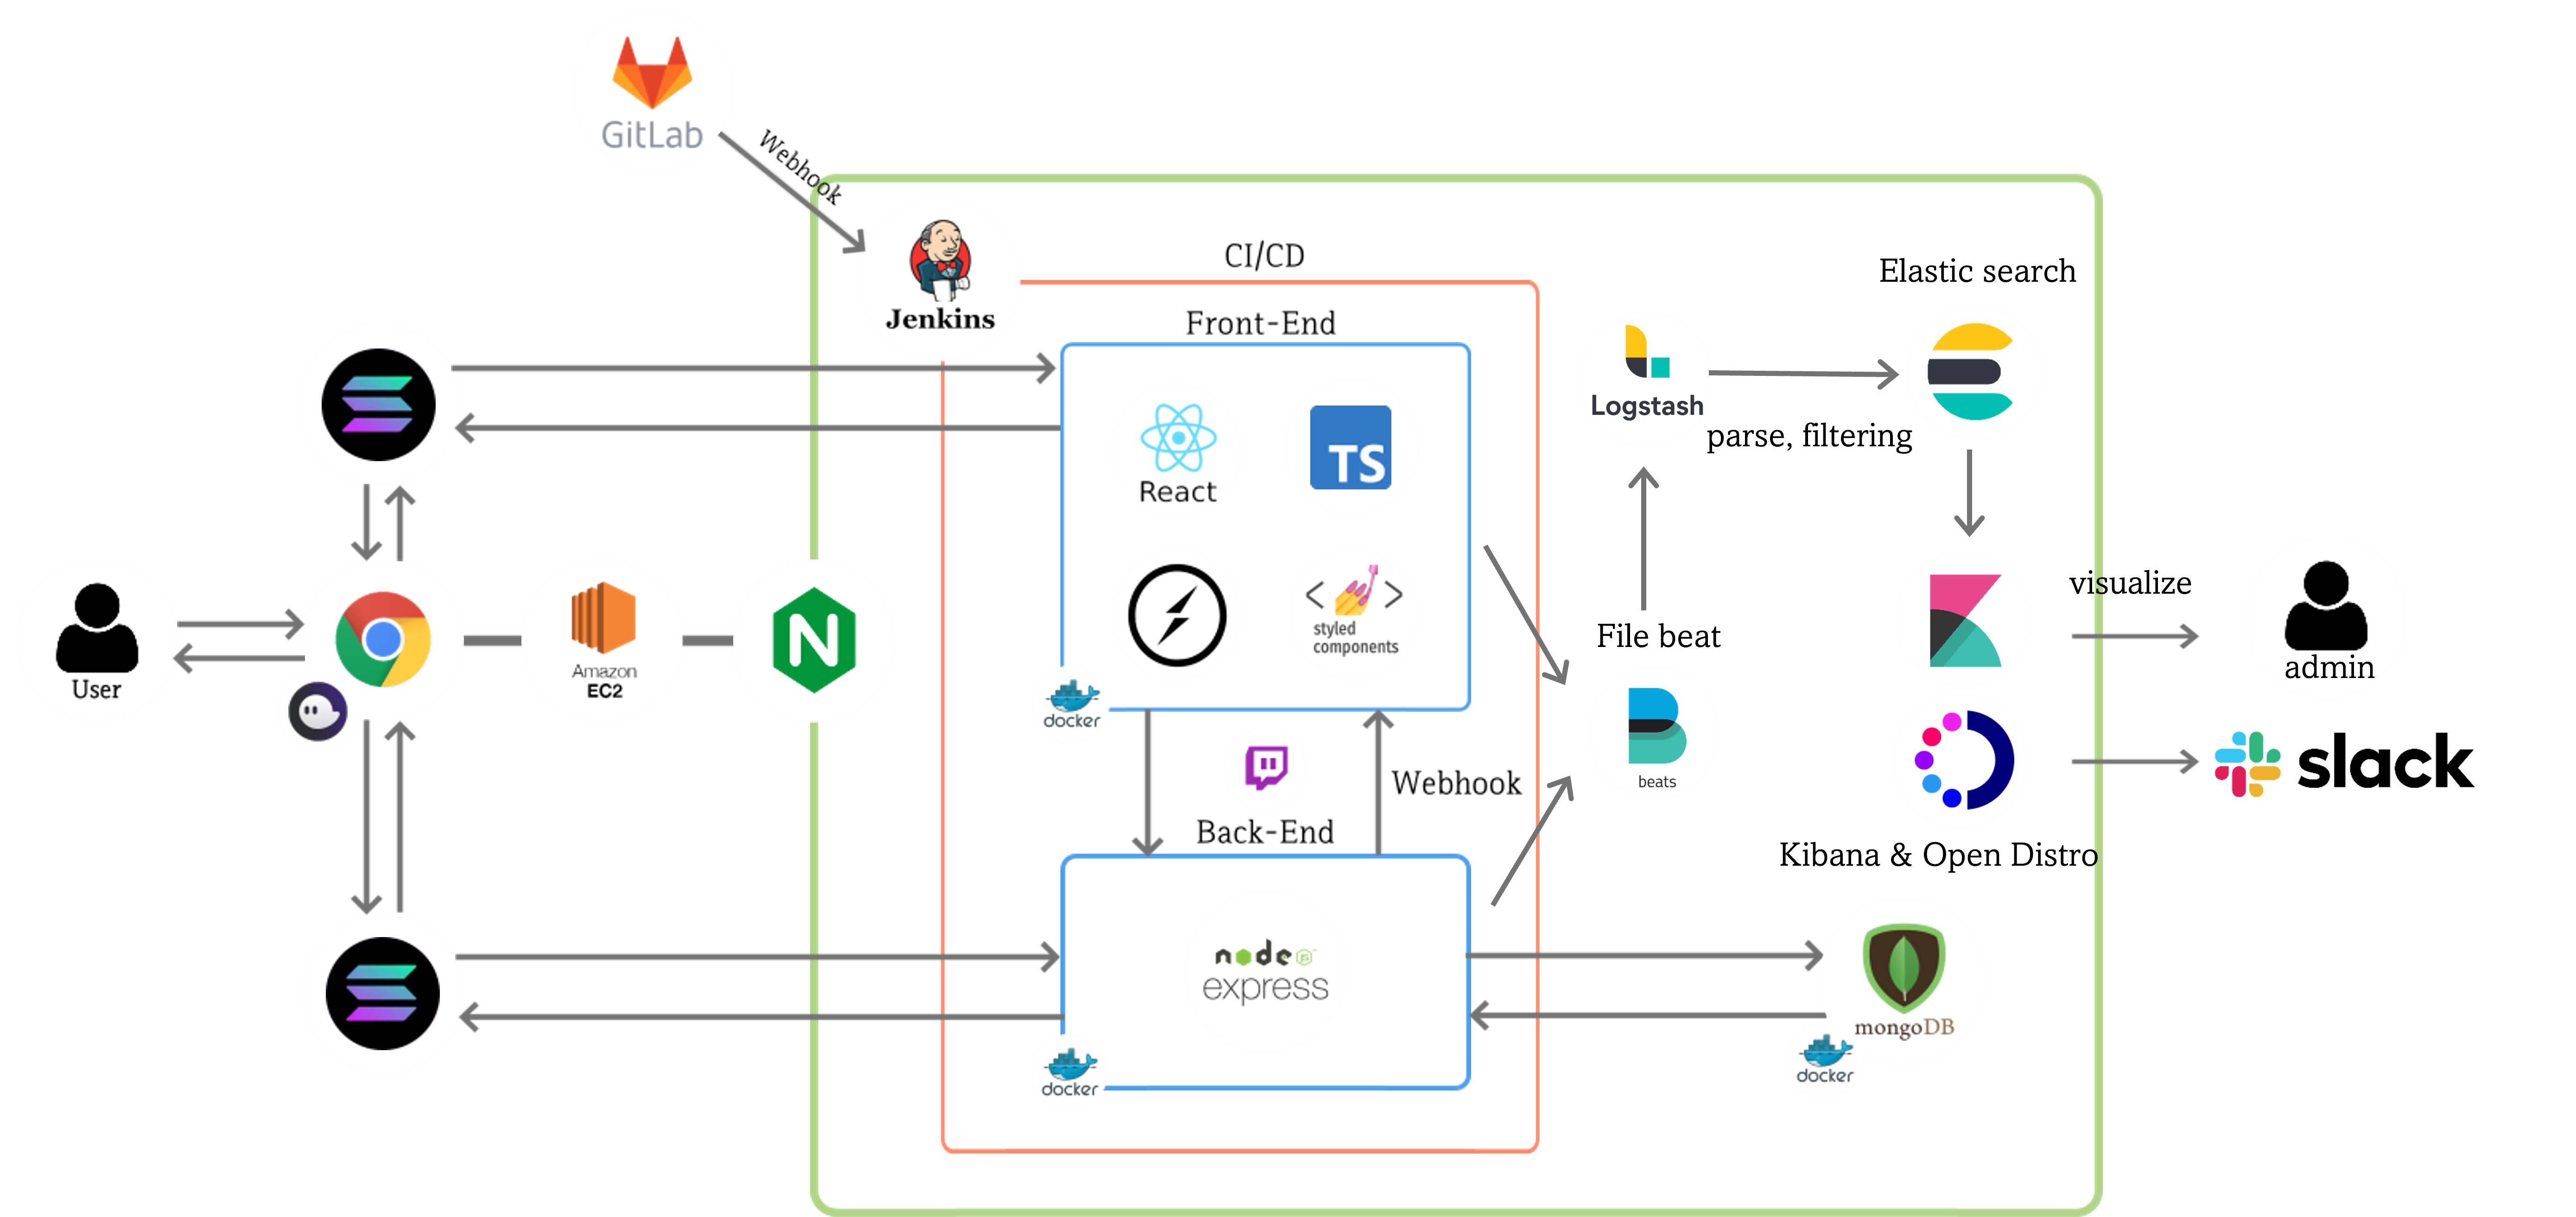 GitLab
Webhook
Jenkins
CI/CD
Front-End
Elastic search
Logstash
parse, filtering
React
TS
styled
components
User
Amazon
EC2
N
docker
File beat
beats
visualize
admin
Webhook
Back-End
slack
Kibana & Open Distro
node
JS
express
mongoDB
docker
docker